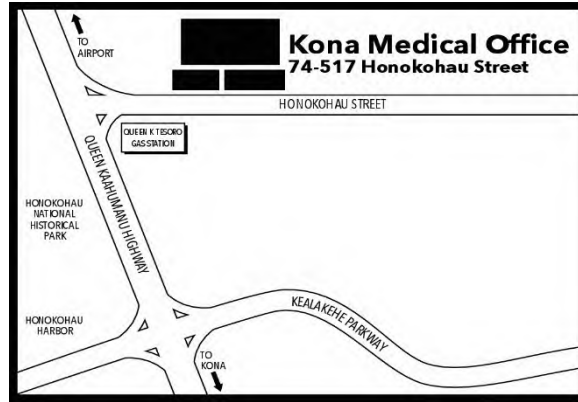 TO
AIRPORT
Kona Medical Office
74-517 Honokohau Street
HONOKOHAU STREET
QUEEN K TESORO
GAS STATION
QUEEN KAAHUMANU HIGHWAY
HONOKOHAU
NATIONAL
HISTORICAL
PARK
HONOKOHAU
HARBOR
KEALAKEHE PARKWAY
TO
KONA